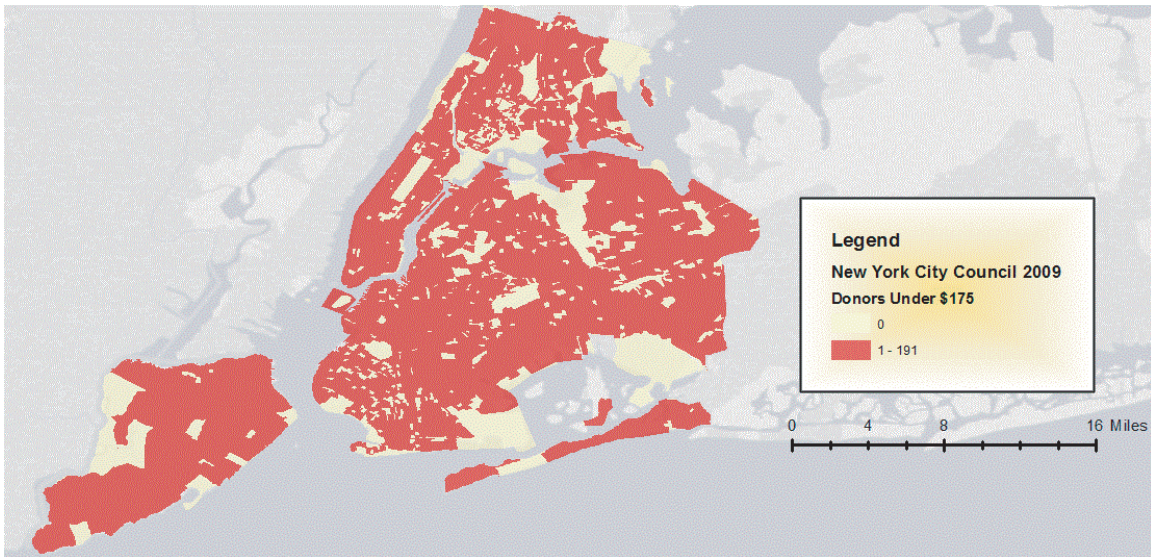 Legend
New York City Council 2009
Donors Under $175
0
1 - 191
0 4 8 16 Miles